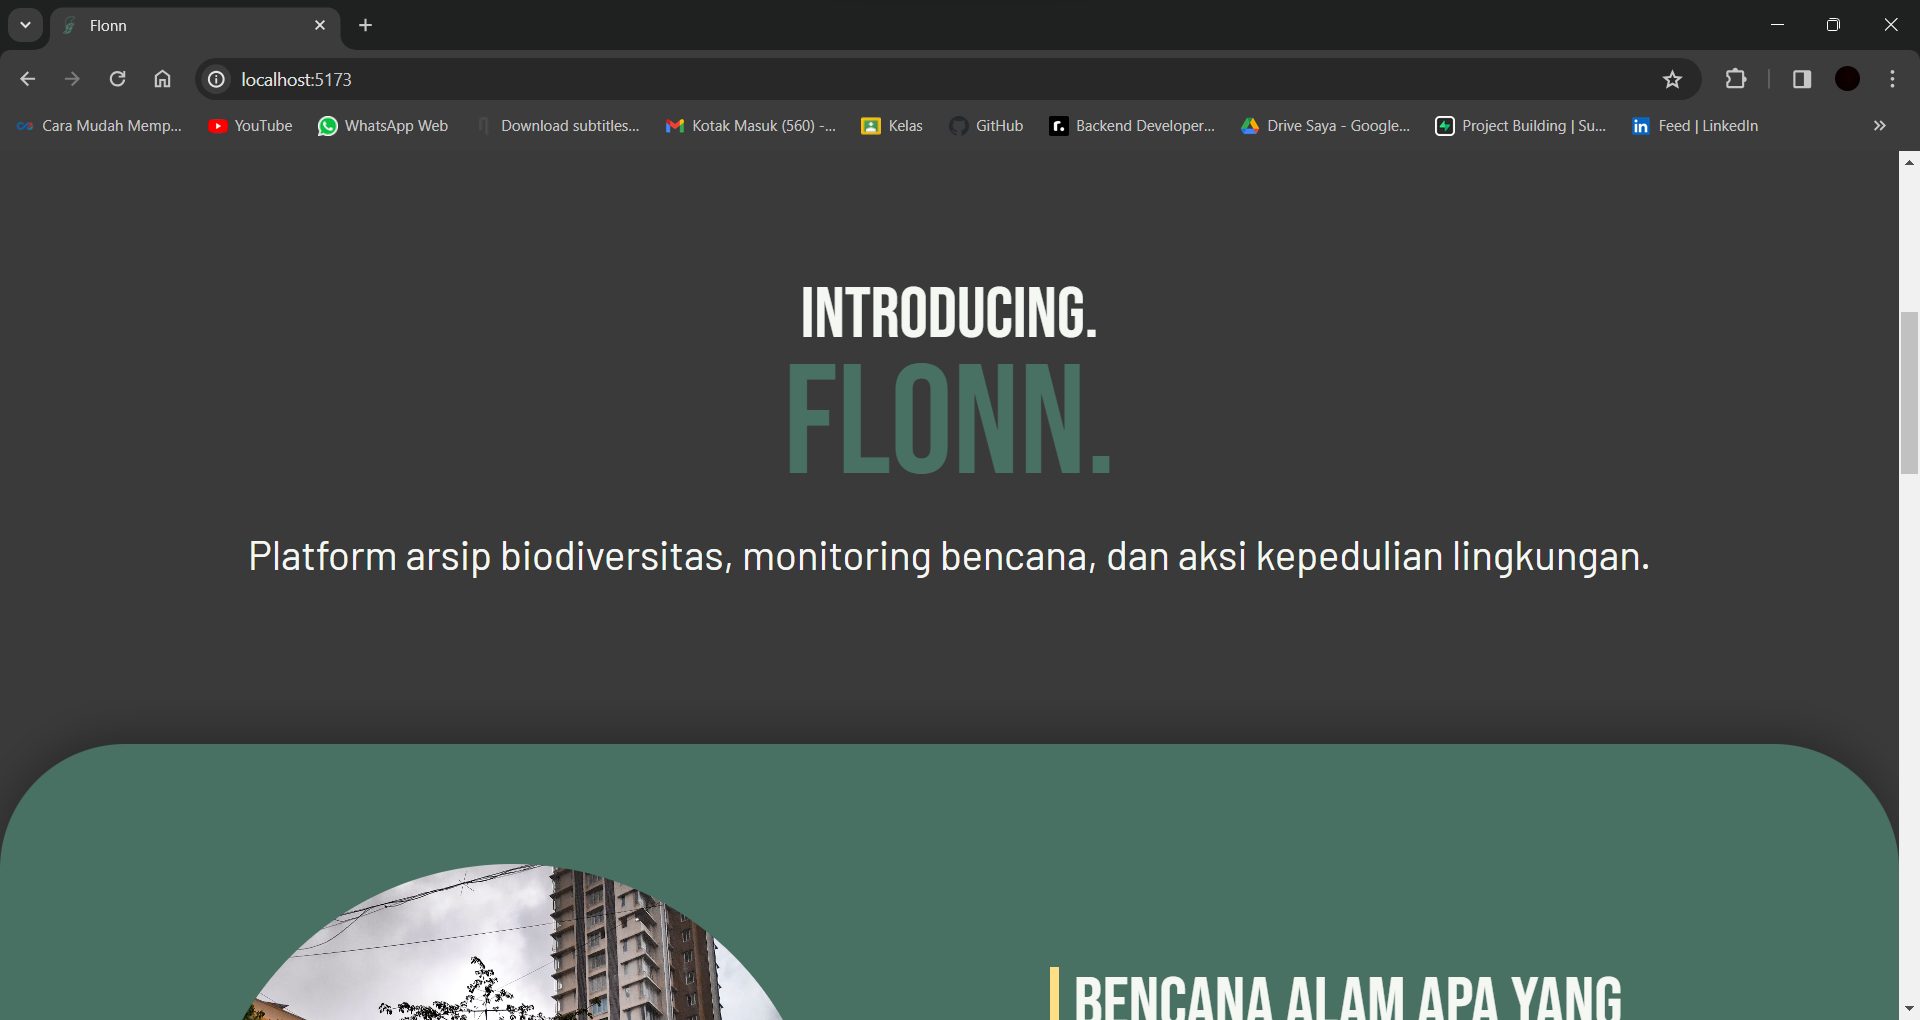 Flonn
localhost:5173
Cara Mudah Memp...
YouTube
WhatsApp Web
Download subtitles...
Kotak Masuk (560) -...
Kelas
GitHub
Backend Developer...
Drive Saya - Google...
Project Building | Su...
Feed | LinkedIn
INTRODUCING.
FLONN.
Platform arsip biodiversitas, monitoring bencana, dan aksi kepedulian lingkungan.
BENCANA ALAM APA YANG